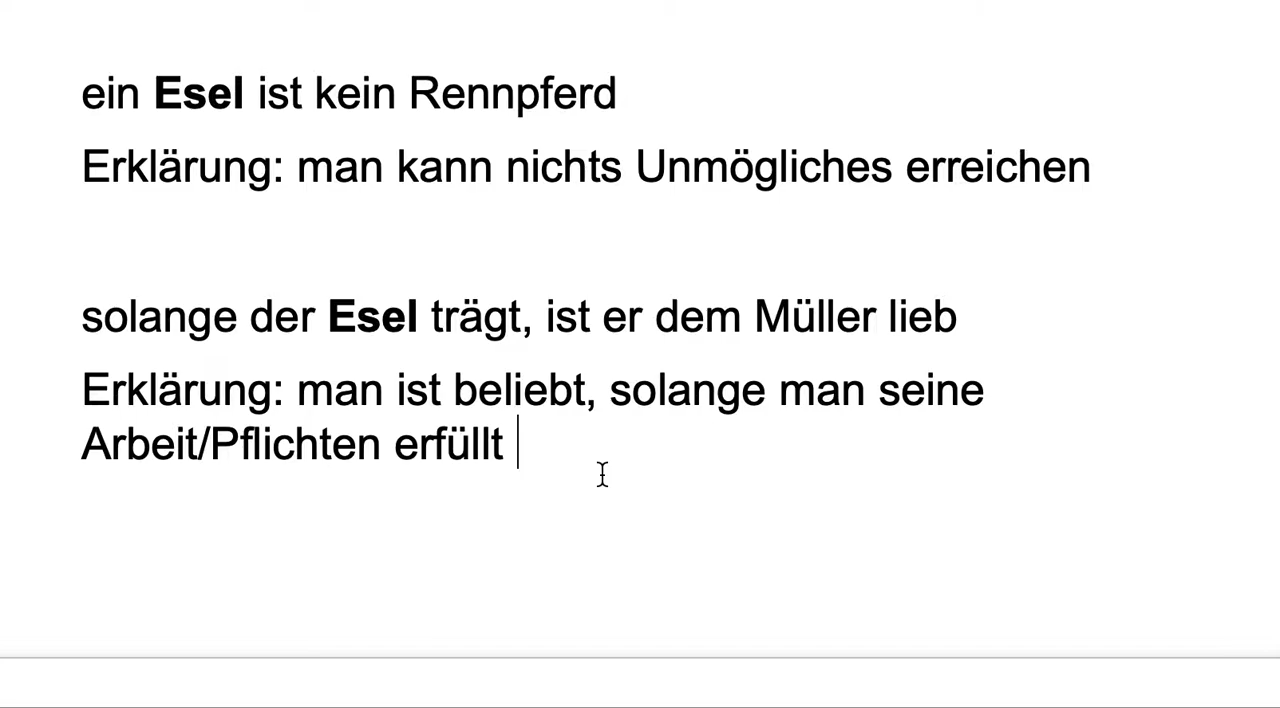 ein Esel ist kein Rennpferd
Erklärung: man kann nichts Unmögliches erreichen
solange der Esel trägt, ist er dem Müller lieb
Erklärung: man ist beliebt, solange man seine
Arbeit/Pflichten erfüllt